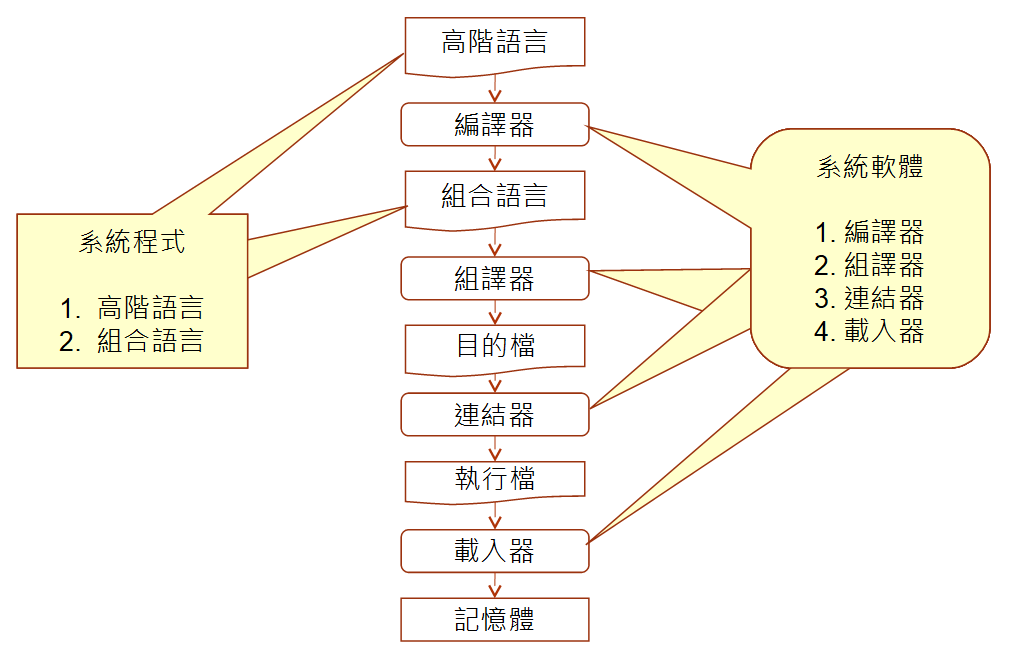 高階語言
編譯器
組合語言
組譯器
目的檔
連結器
執行檔
載入器
記憶體
系統程式
1. 高階語言
2. 組合語言
系統軟體
1. 編譯器
2. 組譯器
3. 連結器
4. 載入器